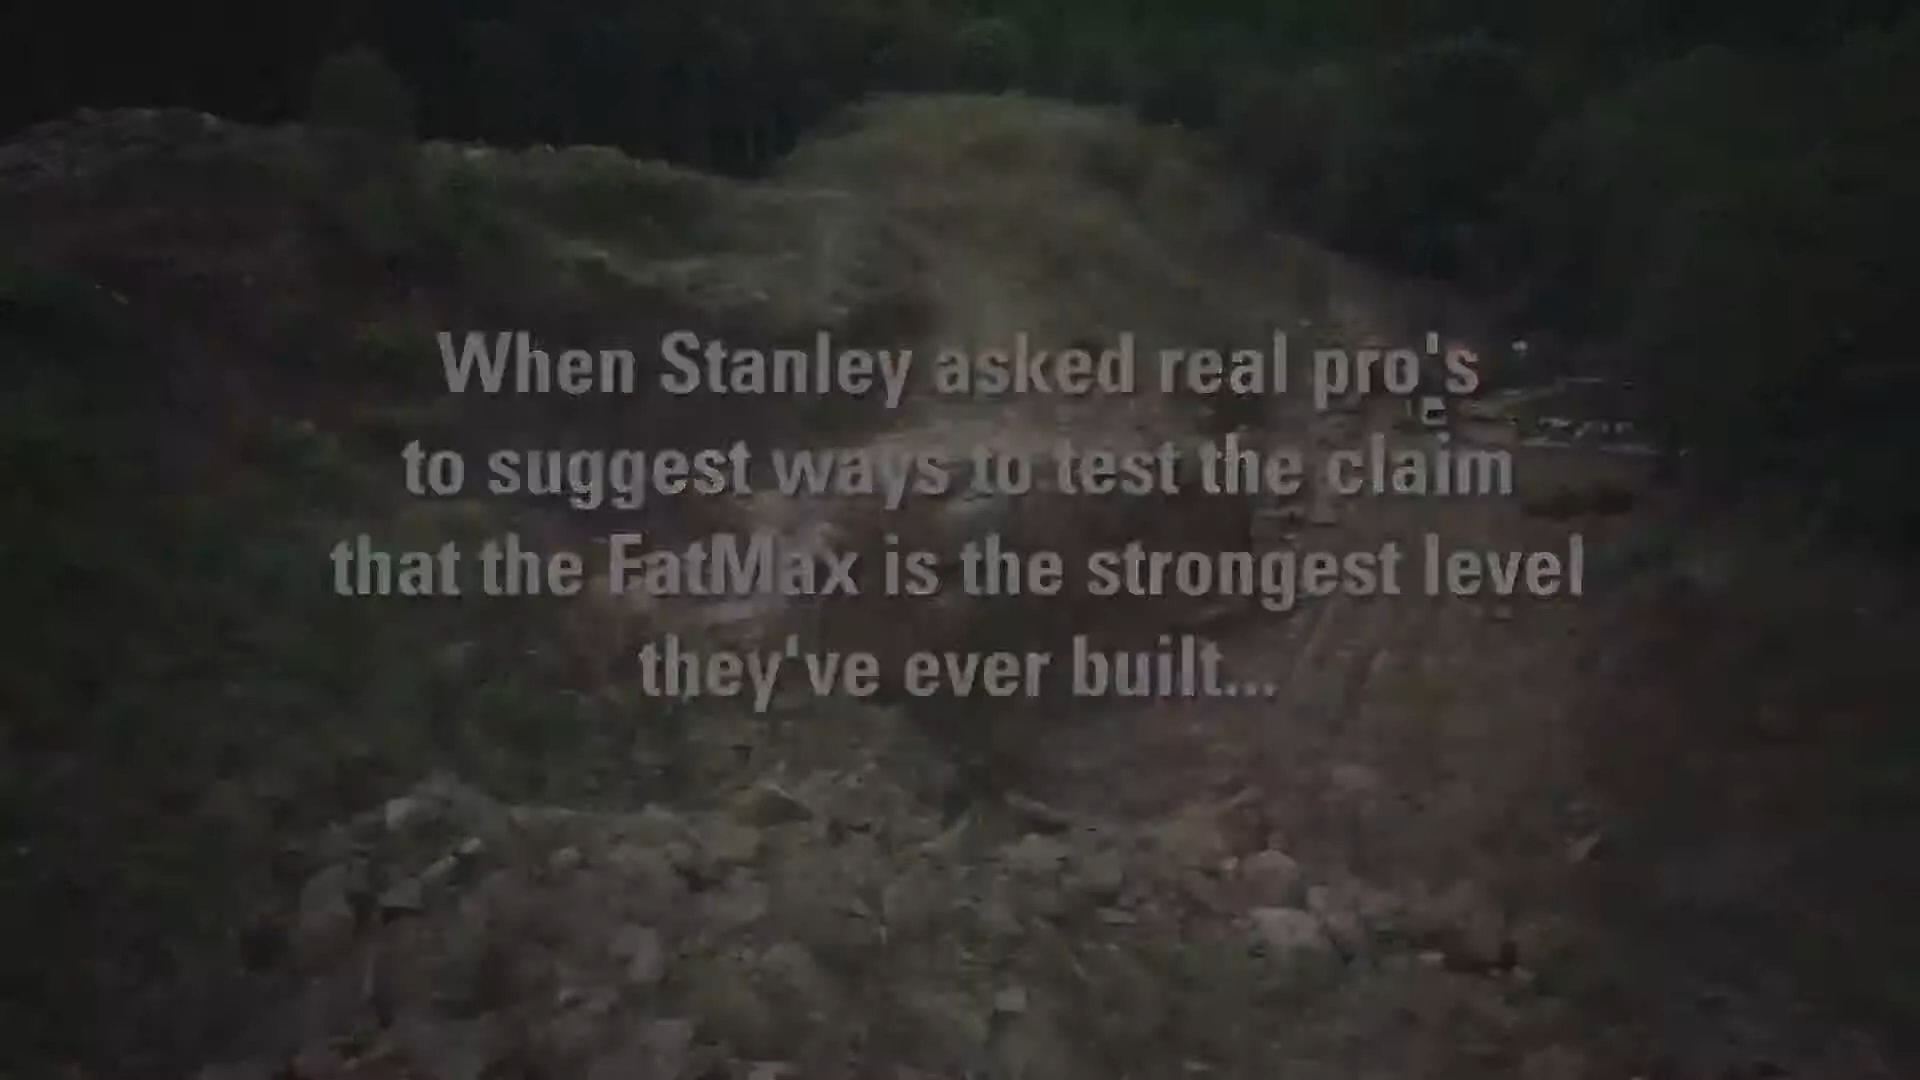 When Stanley asked real pro's
to suggest ways to test the claim
that the FatMax is the strongest level
they've ever built...